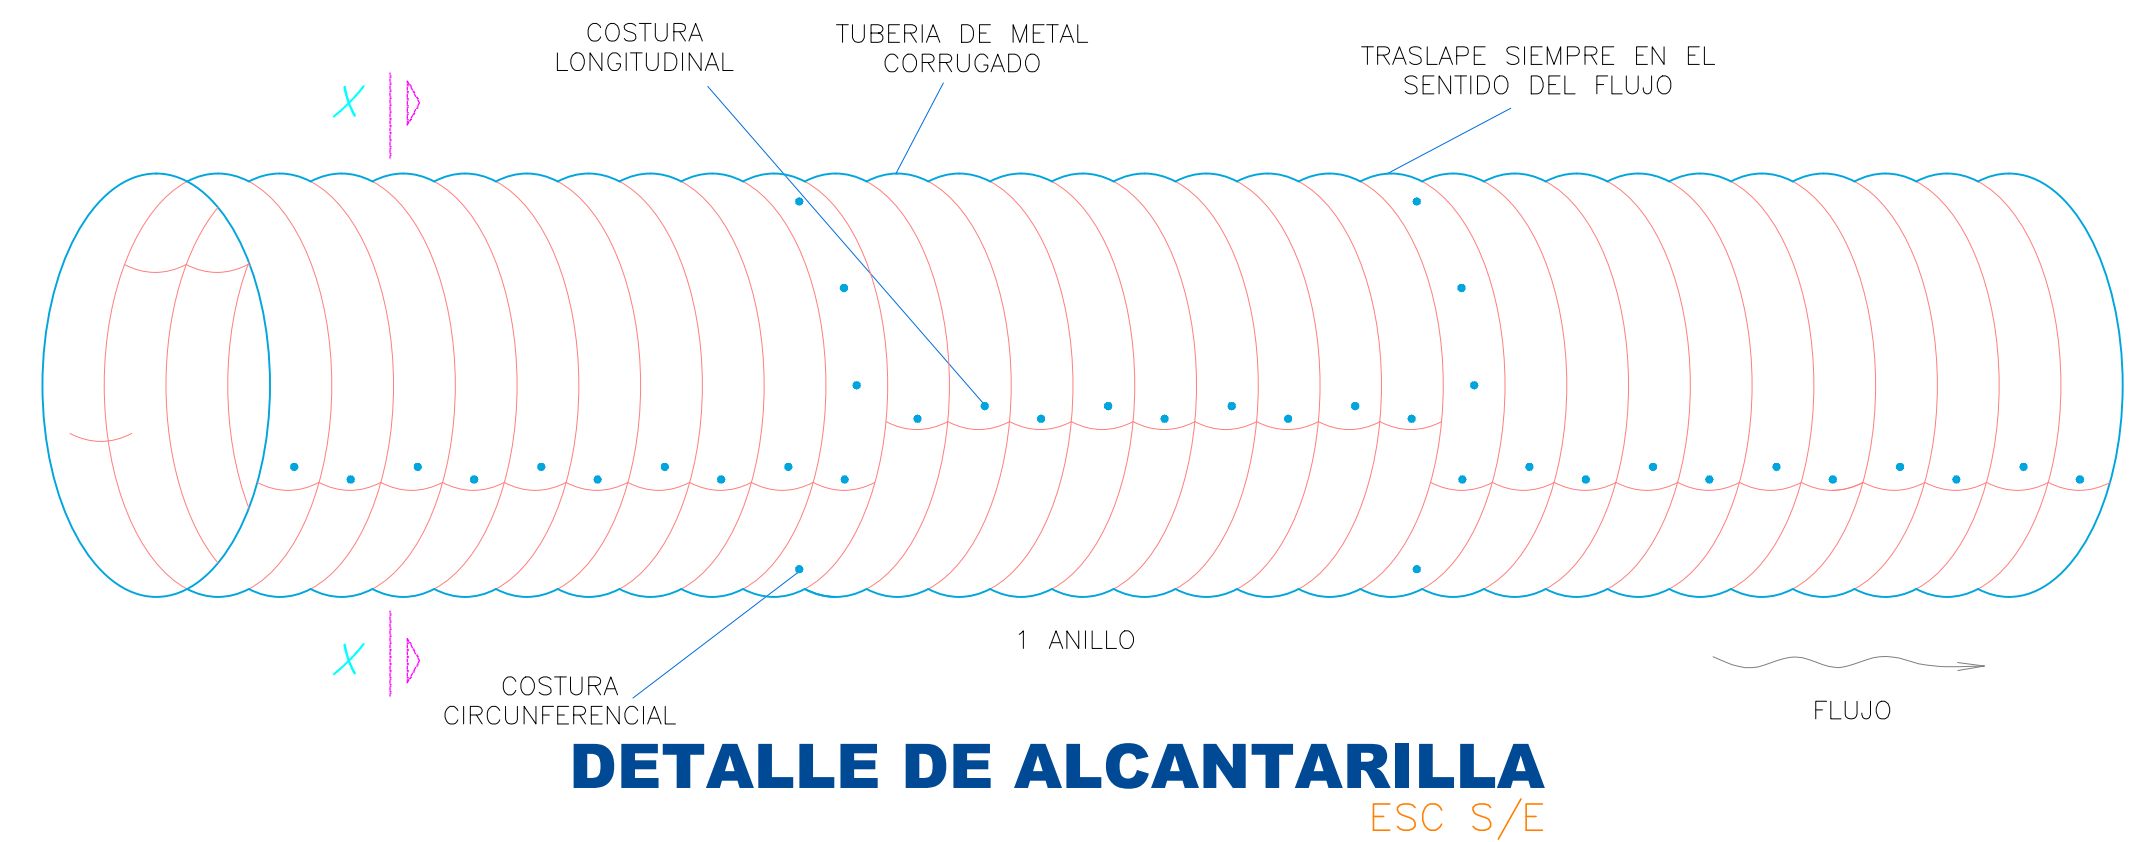 COSTURA
LONGITUDINAL
TUBERIA DE METAL
CORRUGADO
TRASLAPE SIEMPRE EN EL
SENTIDO DEL FLUJO
X
X
1 ANILLO
COSTURA
CIRCUNFERENCIAL
FLUJO
DETALLE DE ALCANTARILLA
ESC S/E